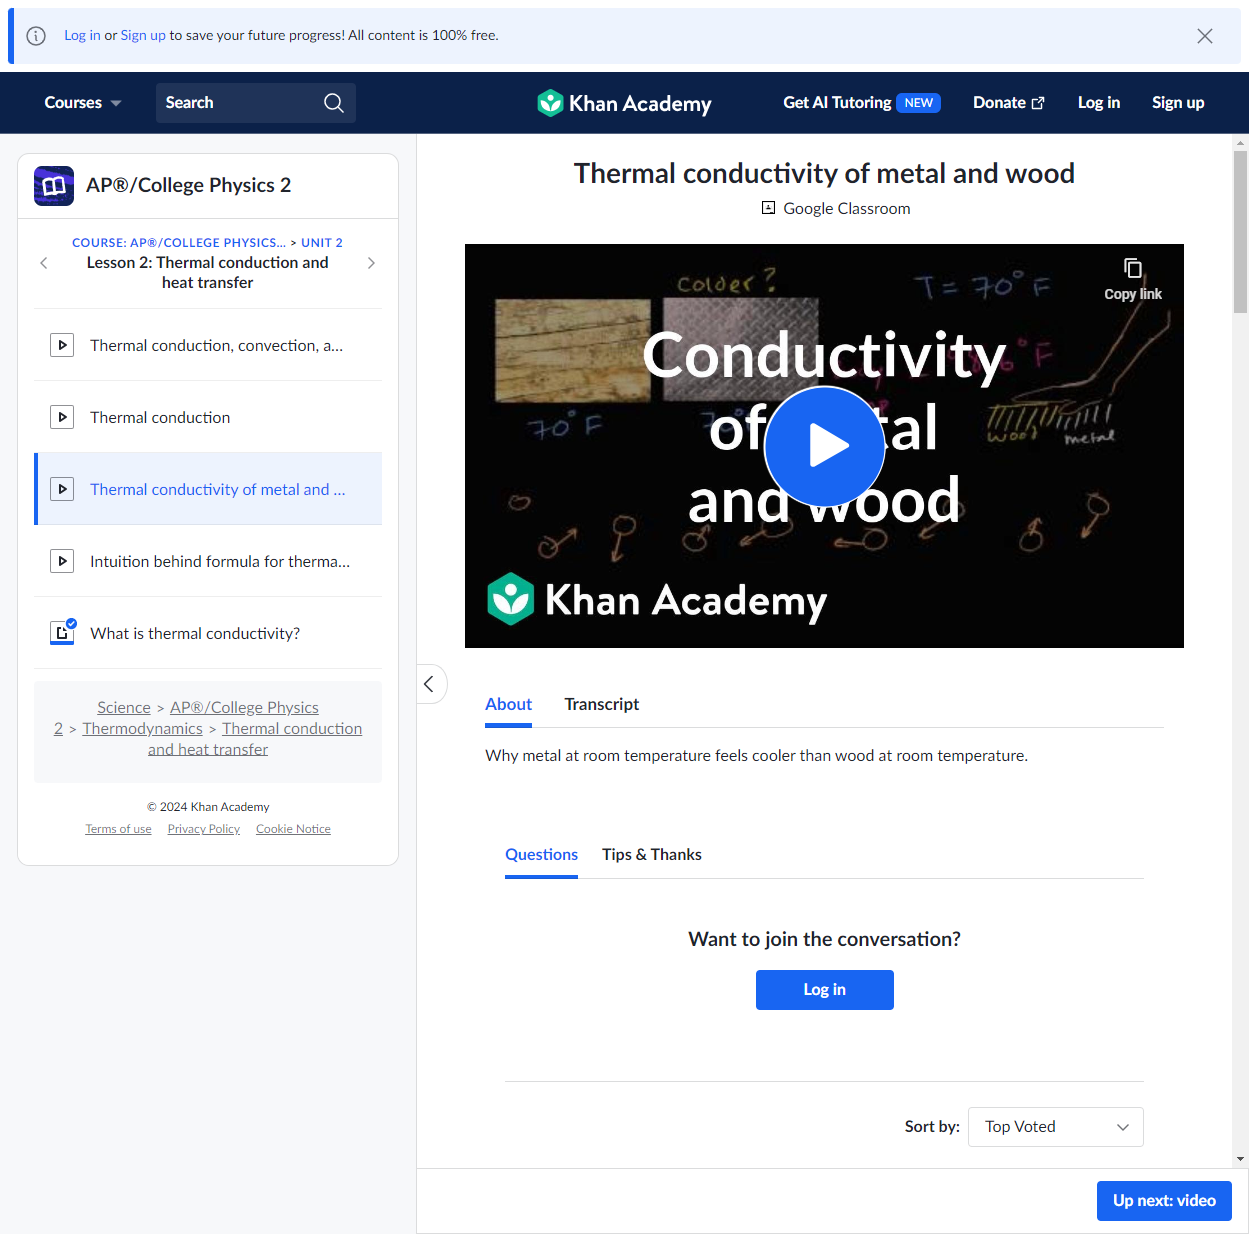 Log in or Sign up to save your future progress! All content is 100% free.
Courses
Search
Khan Academy
Get AI Tutoring NEW
Donate
Log in
Sign up
AP®/College Physics 2
COURSE: AP®/COLLEGE PHYSICS... > UNIT 2
Lesson 2: Thermal conduction and
heat transfer
Thermal conduction, convection, a...
Thermal conduction
Thermal conductivity of metal and ...
Intuition behind formula for therma...
What is thermal conductivity?
Science > AP®/College Physics
2 > Thermodynamics > Thermal conduction
and heat transfer
© 2024 Khan Academy
Terms of use Privacy Policy Cookie Notice
Thermal conductivity of metal and wood
Google Classroom
Colder?
T = 70°F
Copy link
Conductivity
70°F
wood
metal
and wood
Khan Academy
About
Transcript
Why metal at room temperature feels cooler than wood at room temperature.
Questions
Tips & Thanks
Want to join the conversation?
Log in
Sort by: Top Voted
Up next: video